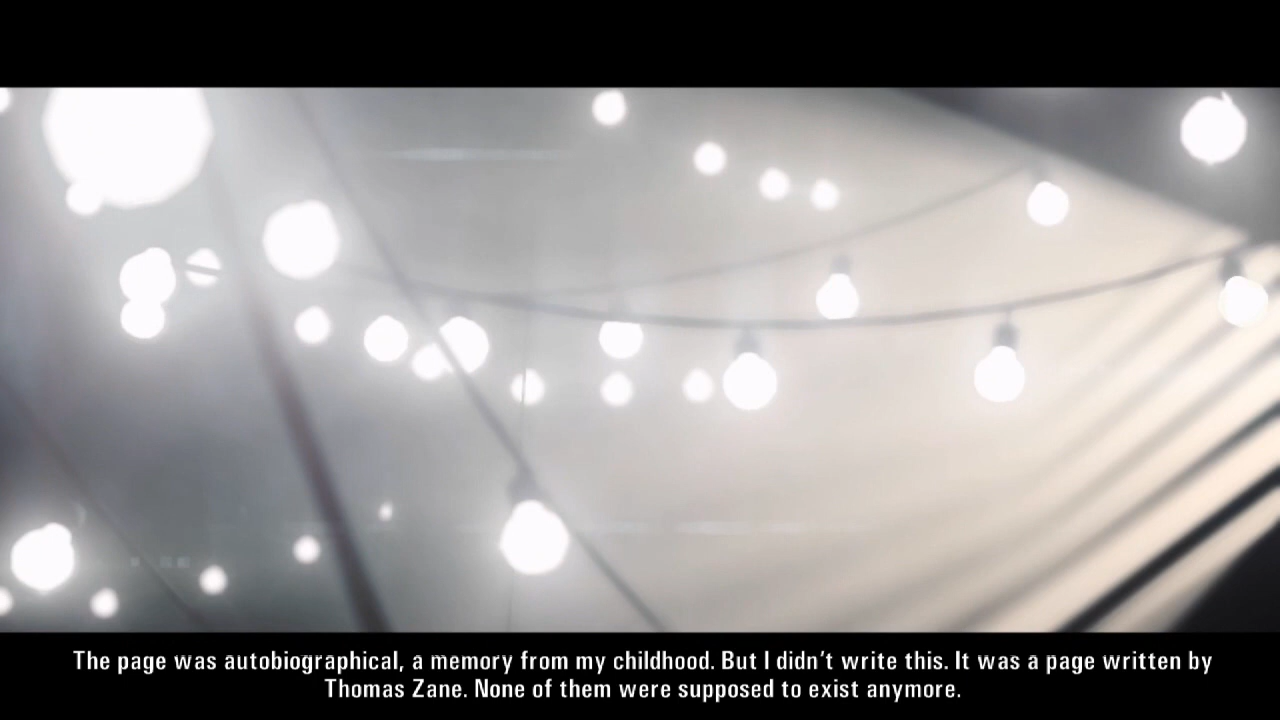 The page was autobiographical, a memory from my childhood. But I didn't write this. It was a page written by
Thomas Zane. None of them were supposed to exist anymore.